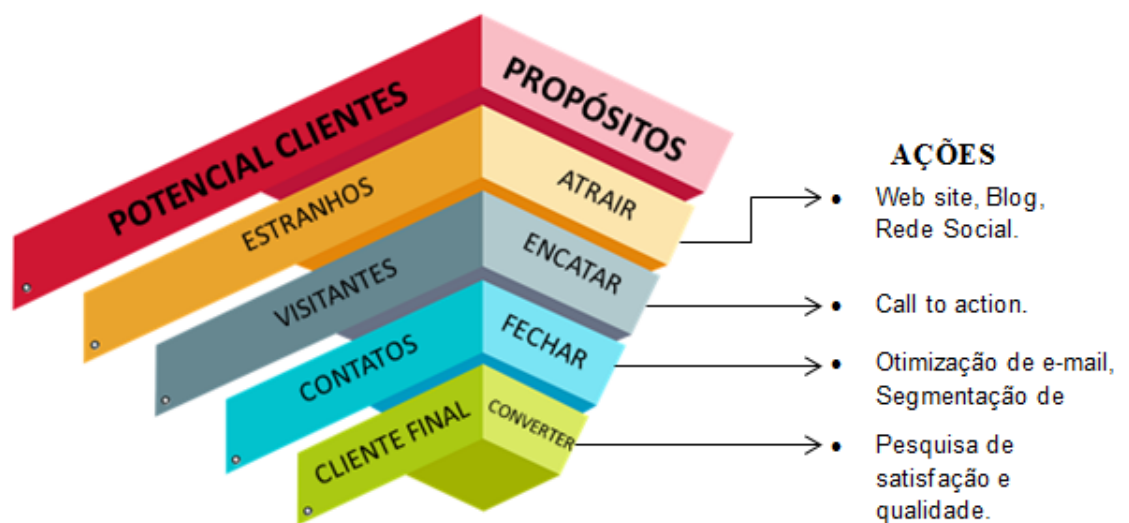 POTENCIAL CLIENTES
PROPÓSITOS
AÇÕES
ESTRANHOS
ATRAIR
• Web site, Blog,
Rede Social.
VISITANTES
ENCATAR
• Call to action.
CONTATOS
FECHAR
• Otimização de e-mail,
Segmentação de
CLIENTE FINAL
CONVERTER
• Pesquisa de
satisfação e
qualidade.